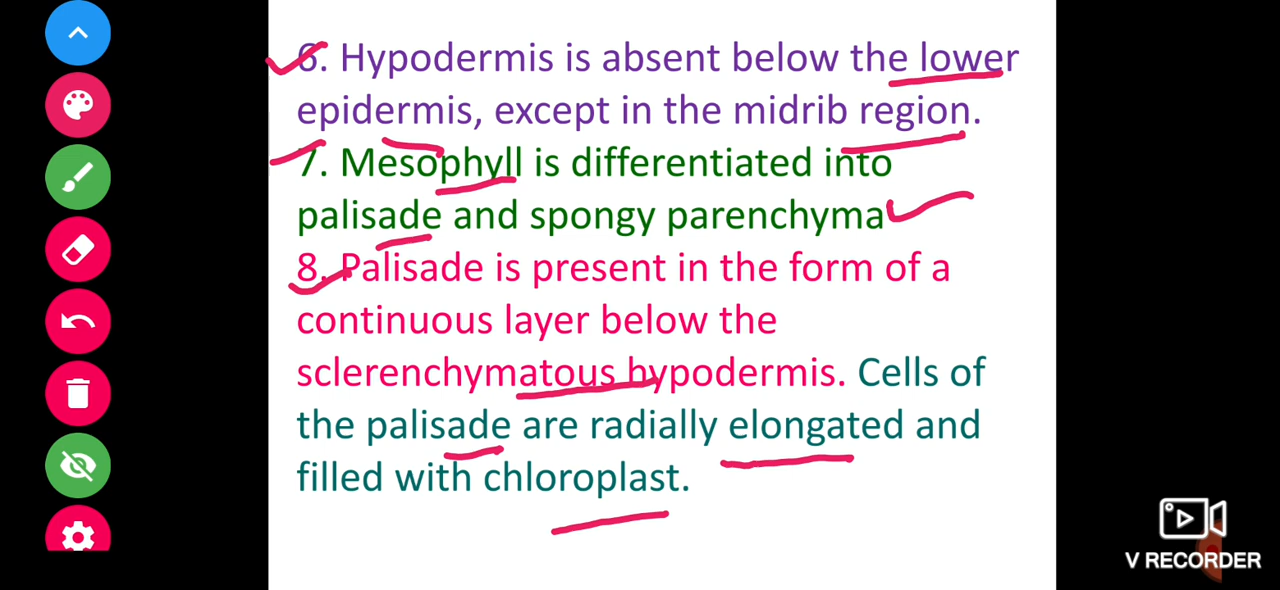 6. Hypodermis is absent below the lower
epidermis, except in the midrib region.
7. Mesophyll is differentiated into
palisade and spongy parenchyma
8. Palisade is present in the form of a
continuous layer below the
sclerenchymatous hypodermis. Cells of
the palisade are radially elongated and
filled with chloroplast.
V RECORDER